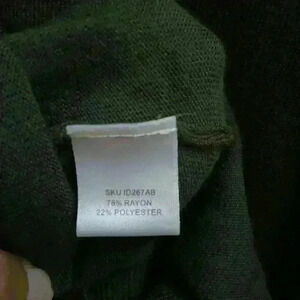 SKU ID267AB
78% RAYON
22% POLYESTER